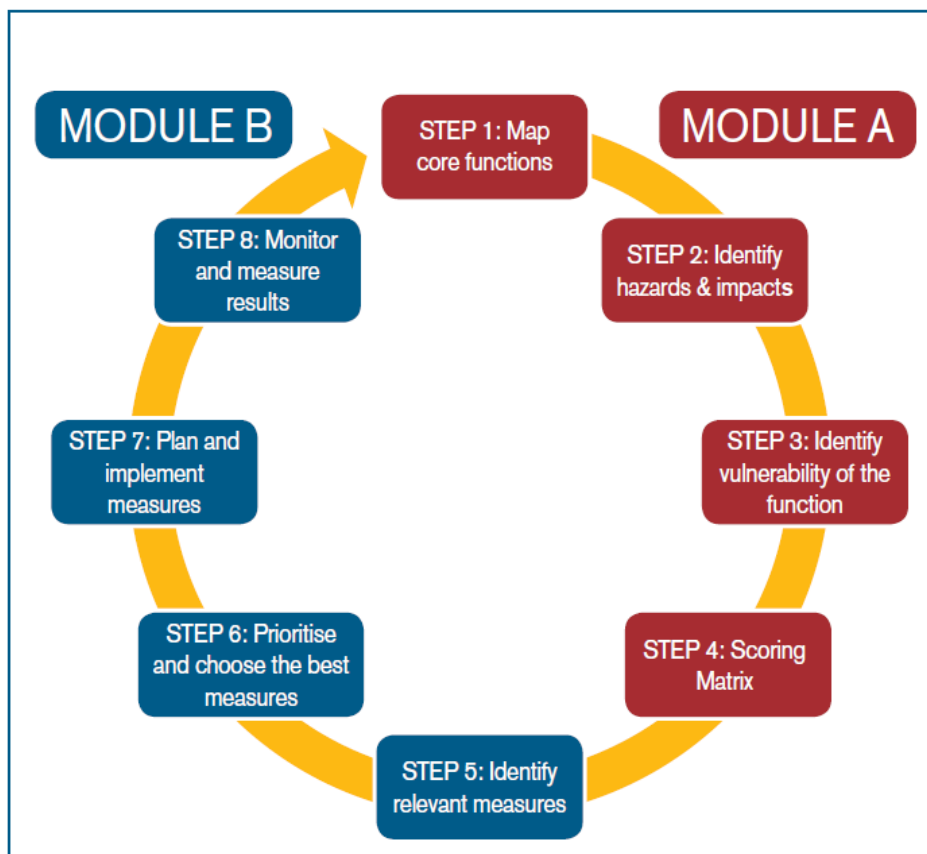 MODULE B
MODULE A
STEP 1: Map
core functions
STEP 2: Identify
hazards & impacts
STEP 3: Identify
vulnerability of the
function
STEP 4: Scoring
Matrix
STEP 5: Identify
relevant measures
STEP 6: Prioritise
and choose the best
measures
STEP 7: Plan and
implement
measures
STEP 8: Monitor
and measure
results